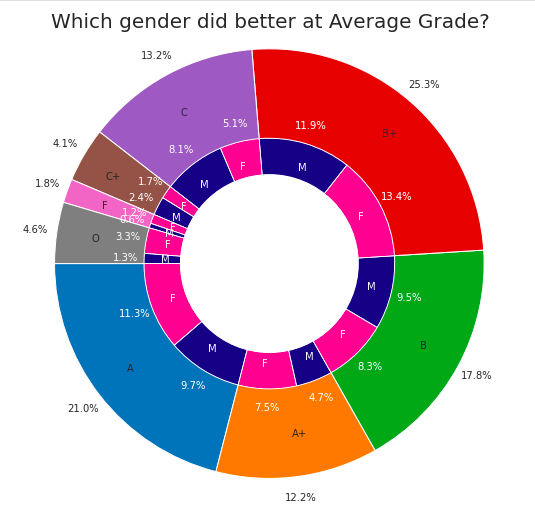 Which gender did better at Average Grade?
13.2%
25.3%
C
5.1%
11.9%
B+
4.1%
8.1%
C+
1.7%
F
M
1.8%
F
2.4%
F
M
F
13.4%
1.2%
0.6%
F
M
4.6%
O
3.3%
F
1.3%
M
11.3%
F
M
9.5%
B
F
8.3%
A
9.7%
M
F
M
7.5%
4.7%
17.8%
21.0%
A+
12.2%